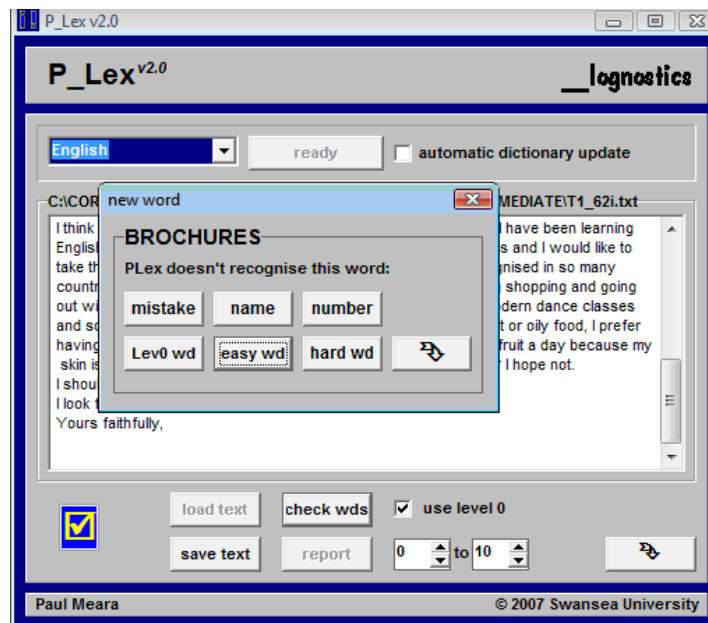 P_Lex v2.0
P_Lex v2.0
__lognostics
English
ready
automatic dictionary update
C:\COR
MEDIATE\T1_62i.txt
new word
BROCHURES
PLex doesn't recognise this word:
mistake
name
number
Lev0 wd
easy wd
hard wd
I think
I have been learning
Englis
s and I would like to
take th
gnised in so many
countr
shopping and going
out wi
dern dance classes
and so
t or oily food, I prefer
having
fruit a day because my
skin is
I hope not.
I shou
I look f
Yours faithfully,
load text
check wds
use level 0
save text
report
0
to
10
Paul Meara
© 2007 Swansea University